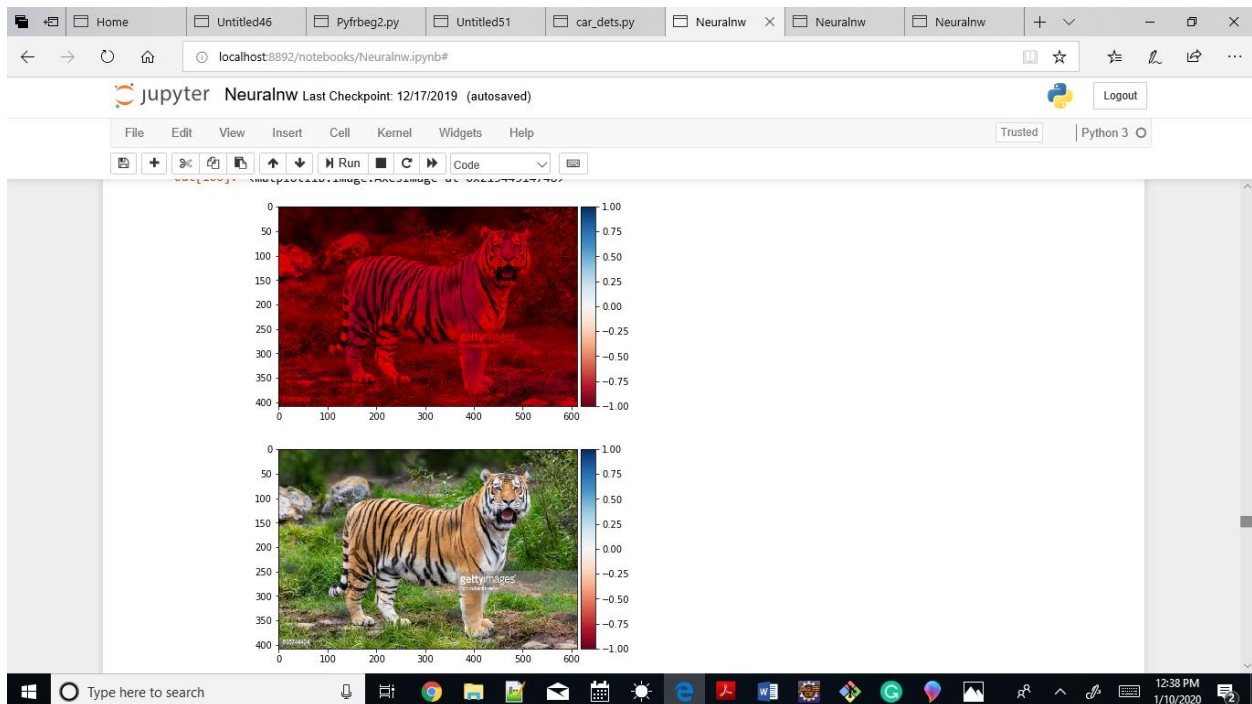 Home Untitled46 Pyfrbeg2.py Untitled51 car_dets.py Neuralnw Neuralnw Neuralnw
localhost:8892/notebooks/Neuralnw.ipynb#
jupyter Neuralnw Last Checkpoint: 12/17/2019 (autosaved)
Logout
File Edit View Insert Cell Kernel Widgets Help
Trusted Python 3
Run Code
0
50
100
150
200
250
300
350
400
0 100 200 300 400 500 600
1.00
0.75
0.50
0.25
0.00
−0.25
−0.50
−0.75
−1.00
gettyimages
0
50
100
150
200
250
300
350
400
0 100 200 300 400 500 600
1.00
0.75
0.50
0.25
0.00
−0.25
−0.50
−0.75
−1.00
gettyimages
Type here to search
12:38 PM
1/10/2020